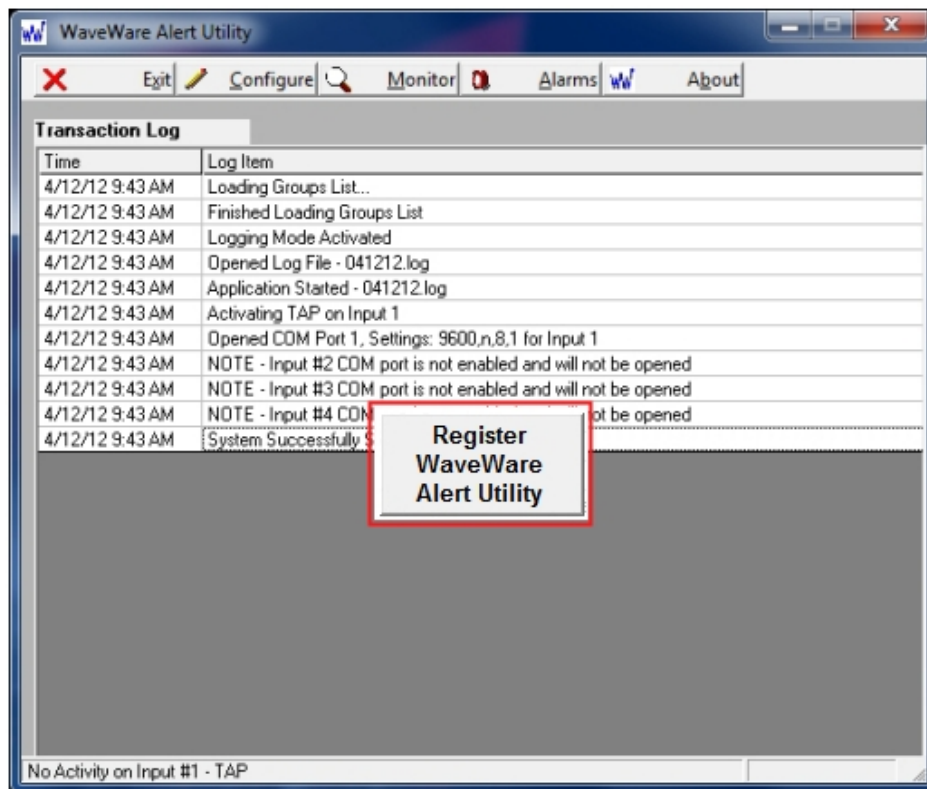 WaveWare Alert Utility
Exit Configure Monitor Alarms About
Transaction Log
Time Log Item
4/12/12 9:43 AM Loading Groups List...
4/12/12 9:43 AM Finished Loading Groups List
4/12/12 9:43 AM Logging Mode Activated
4/12/12 9:43 AM Opened Log File - 041212.log
4/12/12 9:43 AM Application Started - 041212.log
4/12/12 9:43 AM Activating TAP on Input 1
4/12/12 9:43 AM Opened COM Port 1, Settings: 9600,n,8,1 for Input 1
4/12/12 9:43 AM NOTE - Input #2 COM port is not enabled and will not be opened
4/12/12 9:43 AM NOTE - Input #3 COM port is not enabled and will not be opened
4/12/12 9:43 AM NOTE - Input #4 COM be opened
4/12/12 9:43 AM System Successfully
Register
WaveWare
Alert Utility
No Activity on Input #1 - TAP